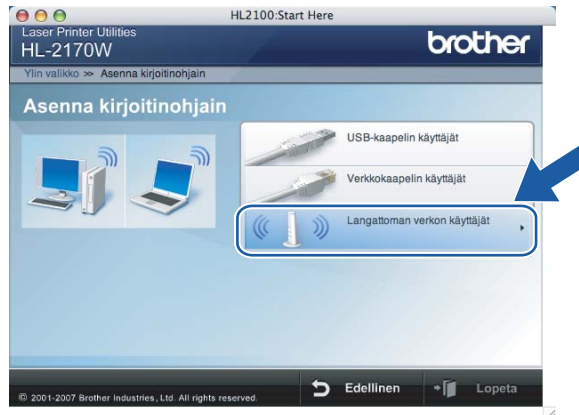 HL2100:Start Here
Laser Printer Utilities
HL-2170W
brother
Ylin valikko >> Asenna kirjoitinohjain
Asenna kirjoitinohjain
USB-kaapelin käyttäjät
Verkkokaapelin käyttäjät
Langattoman verkon käyttäjät
© 2001-2007 Brother Industries, Ltd. All rights reserved.
Edellinen
Lopeta